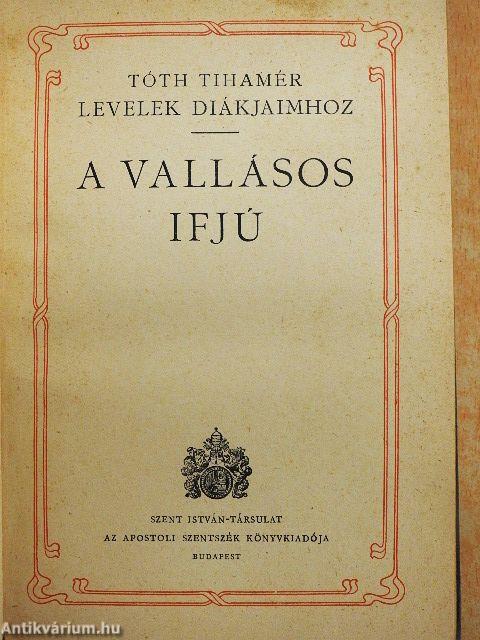 TÓTH TIHAMÉR
LEVELEK DIÁKJAIMHOZ
A VALLÁSOS
IFJÚ
SZENT ISTVÁN-TÁRSULAT
AZ APOSTOLI SZENTSZÉK KÖNYVKIADÓJA
BUDAPEST
Antikvárium.hu